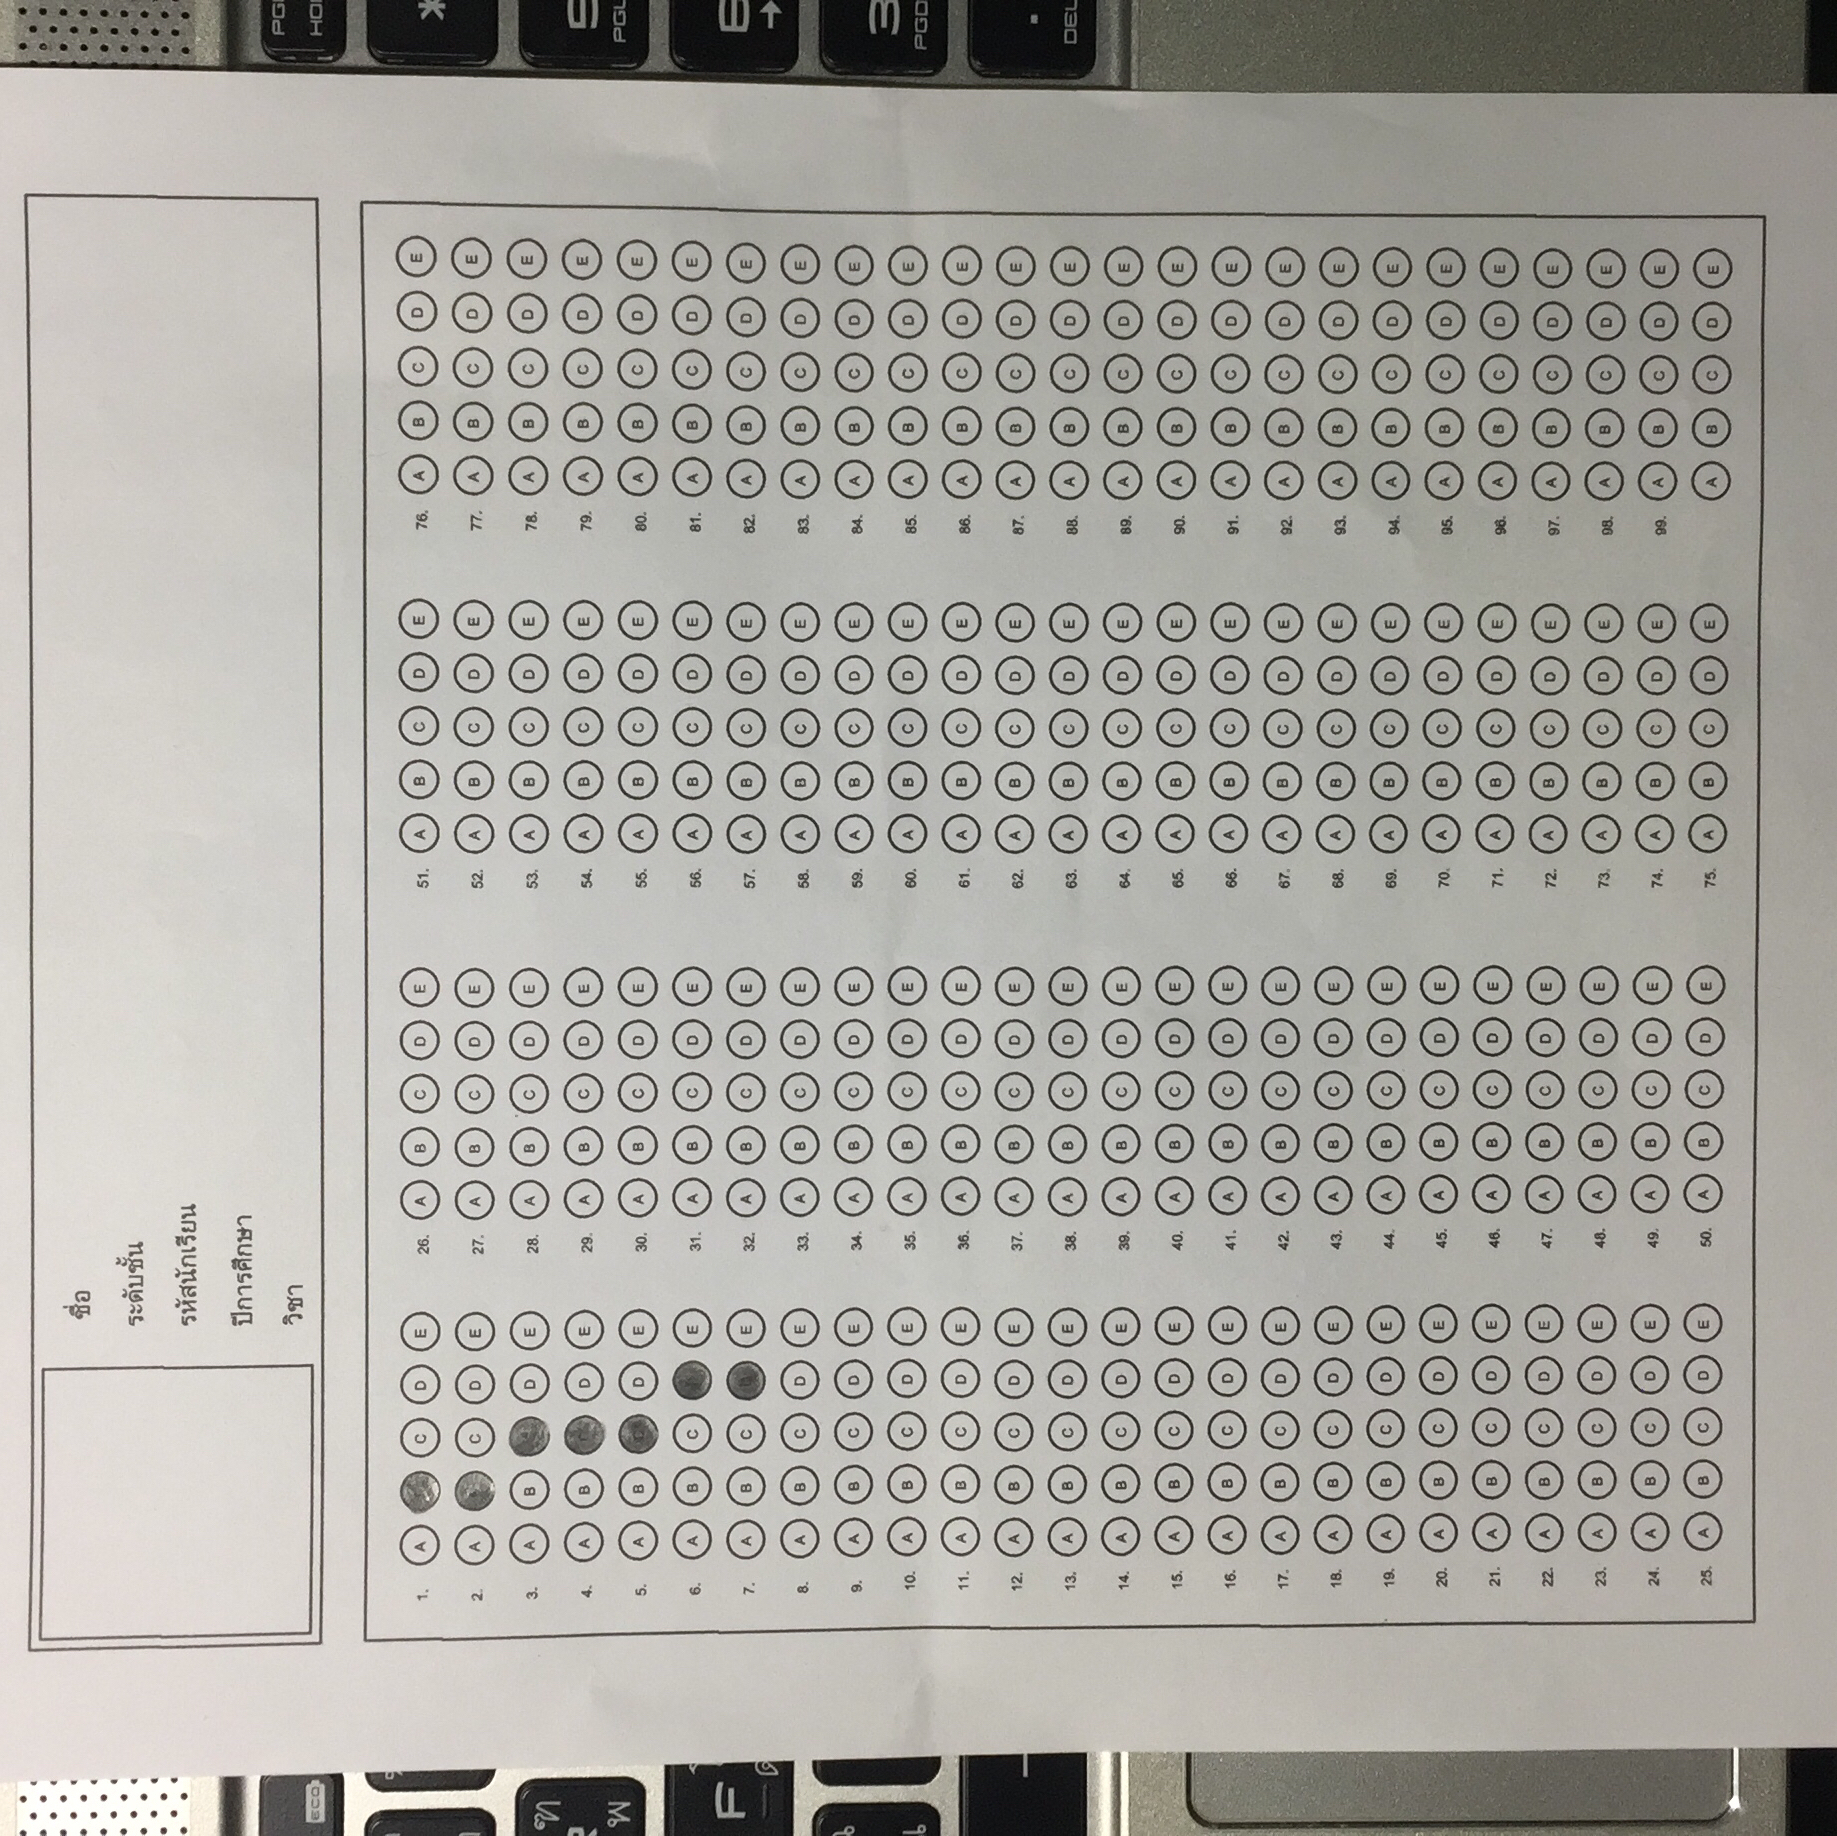 ชื่อ
ระดับชั้น
รหัสนักเรียน
ปีการศึกษา
วิชา
1. A C D E 26. A B C D E 51. A B C D E 76. A B C D E
2. A C D E 27. A B C D E 52. A B C D E 77. A B C D E
3. A B D E 28. A B C D E 53. A B C D E 78. A B C D E
4. A B D E 29. A B C D E 54. A B C D E 79. A B C D E
5. A B C D E 30. A B C D E 55. A B C D E 80. A B C D E
6. A B C E 31. A B C D E 56. A B C D E 81. A B C D E
7. A B C E 32. A B C D E 57. A B C D E 82. A B C D E
8. A B C D E 33. A B C D E 58. A B C D E 83. A B C D E
9. A B C D E 34. A B C D E 59. A B C D E 84. A B C D E
10. A B C D E 35. A B C D E 60. A B C D E 85. A B C D E
11. A B C D E 36. A B C D E 61. A B C D E 86. A B C D E
12. A B C D E 37. A B C D E 62. A B C D E 87. A B C D E
13. A B C D E 38. A B C D E 63. A B C D E 88. A B C D E
14. A B C D E 39. A B C D E 64. A B C D E 89. A B C D E
15. A B C D E 40. A B C D E 65. A B C D E 90. A B C D E
16. A B C D E 41. A B C D E 66. A B C D E 91. A B C D E
17. A B C D E 42. A B C D E 67. A B C D E 92. A B C D E
18. A B C D E 43. A B C D E 68. A B C D E 93. A B C D E
19. A B C D E 44. A B C D E 69. A B C D E 94. A B C D E
20. A B C D E 45. A B C D E 70. A B C D E 95. A B C D E
21. A B C D E 46. A B C D E 71. A B C D E 96. A B C D E
22. A B C D E 47. A B C D E 72. A B C D E 97. A B C D E
23. A B C D E 48. A B C D E 73. A B C D E 98. A B C D E
24. A B C D E 49. A B C D E 74. A B C D E 99. A B C D E
25. A B C D E 50. A B C D E 75. A B C D E A B C D E
ECO
F
DEL